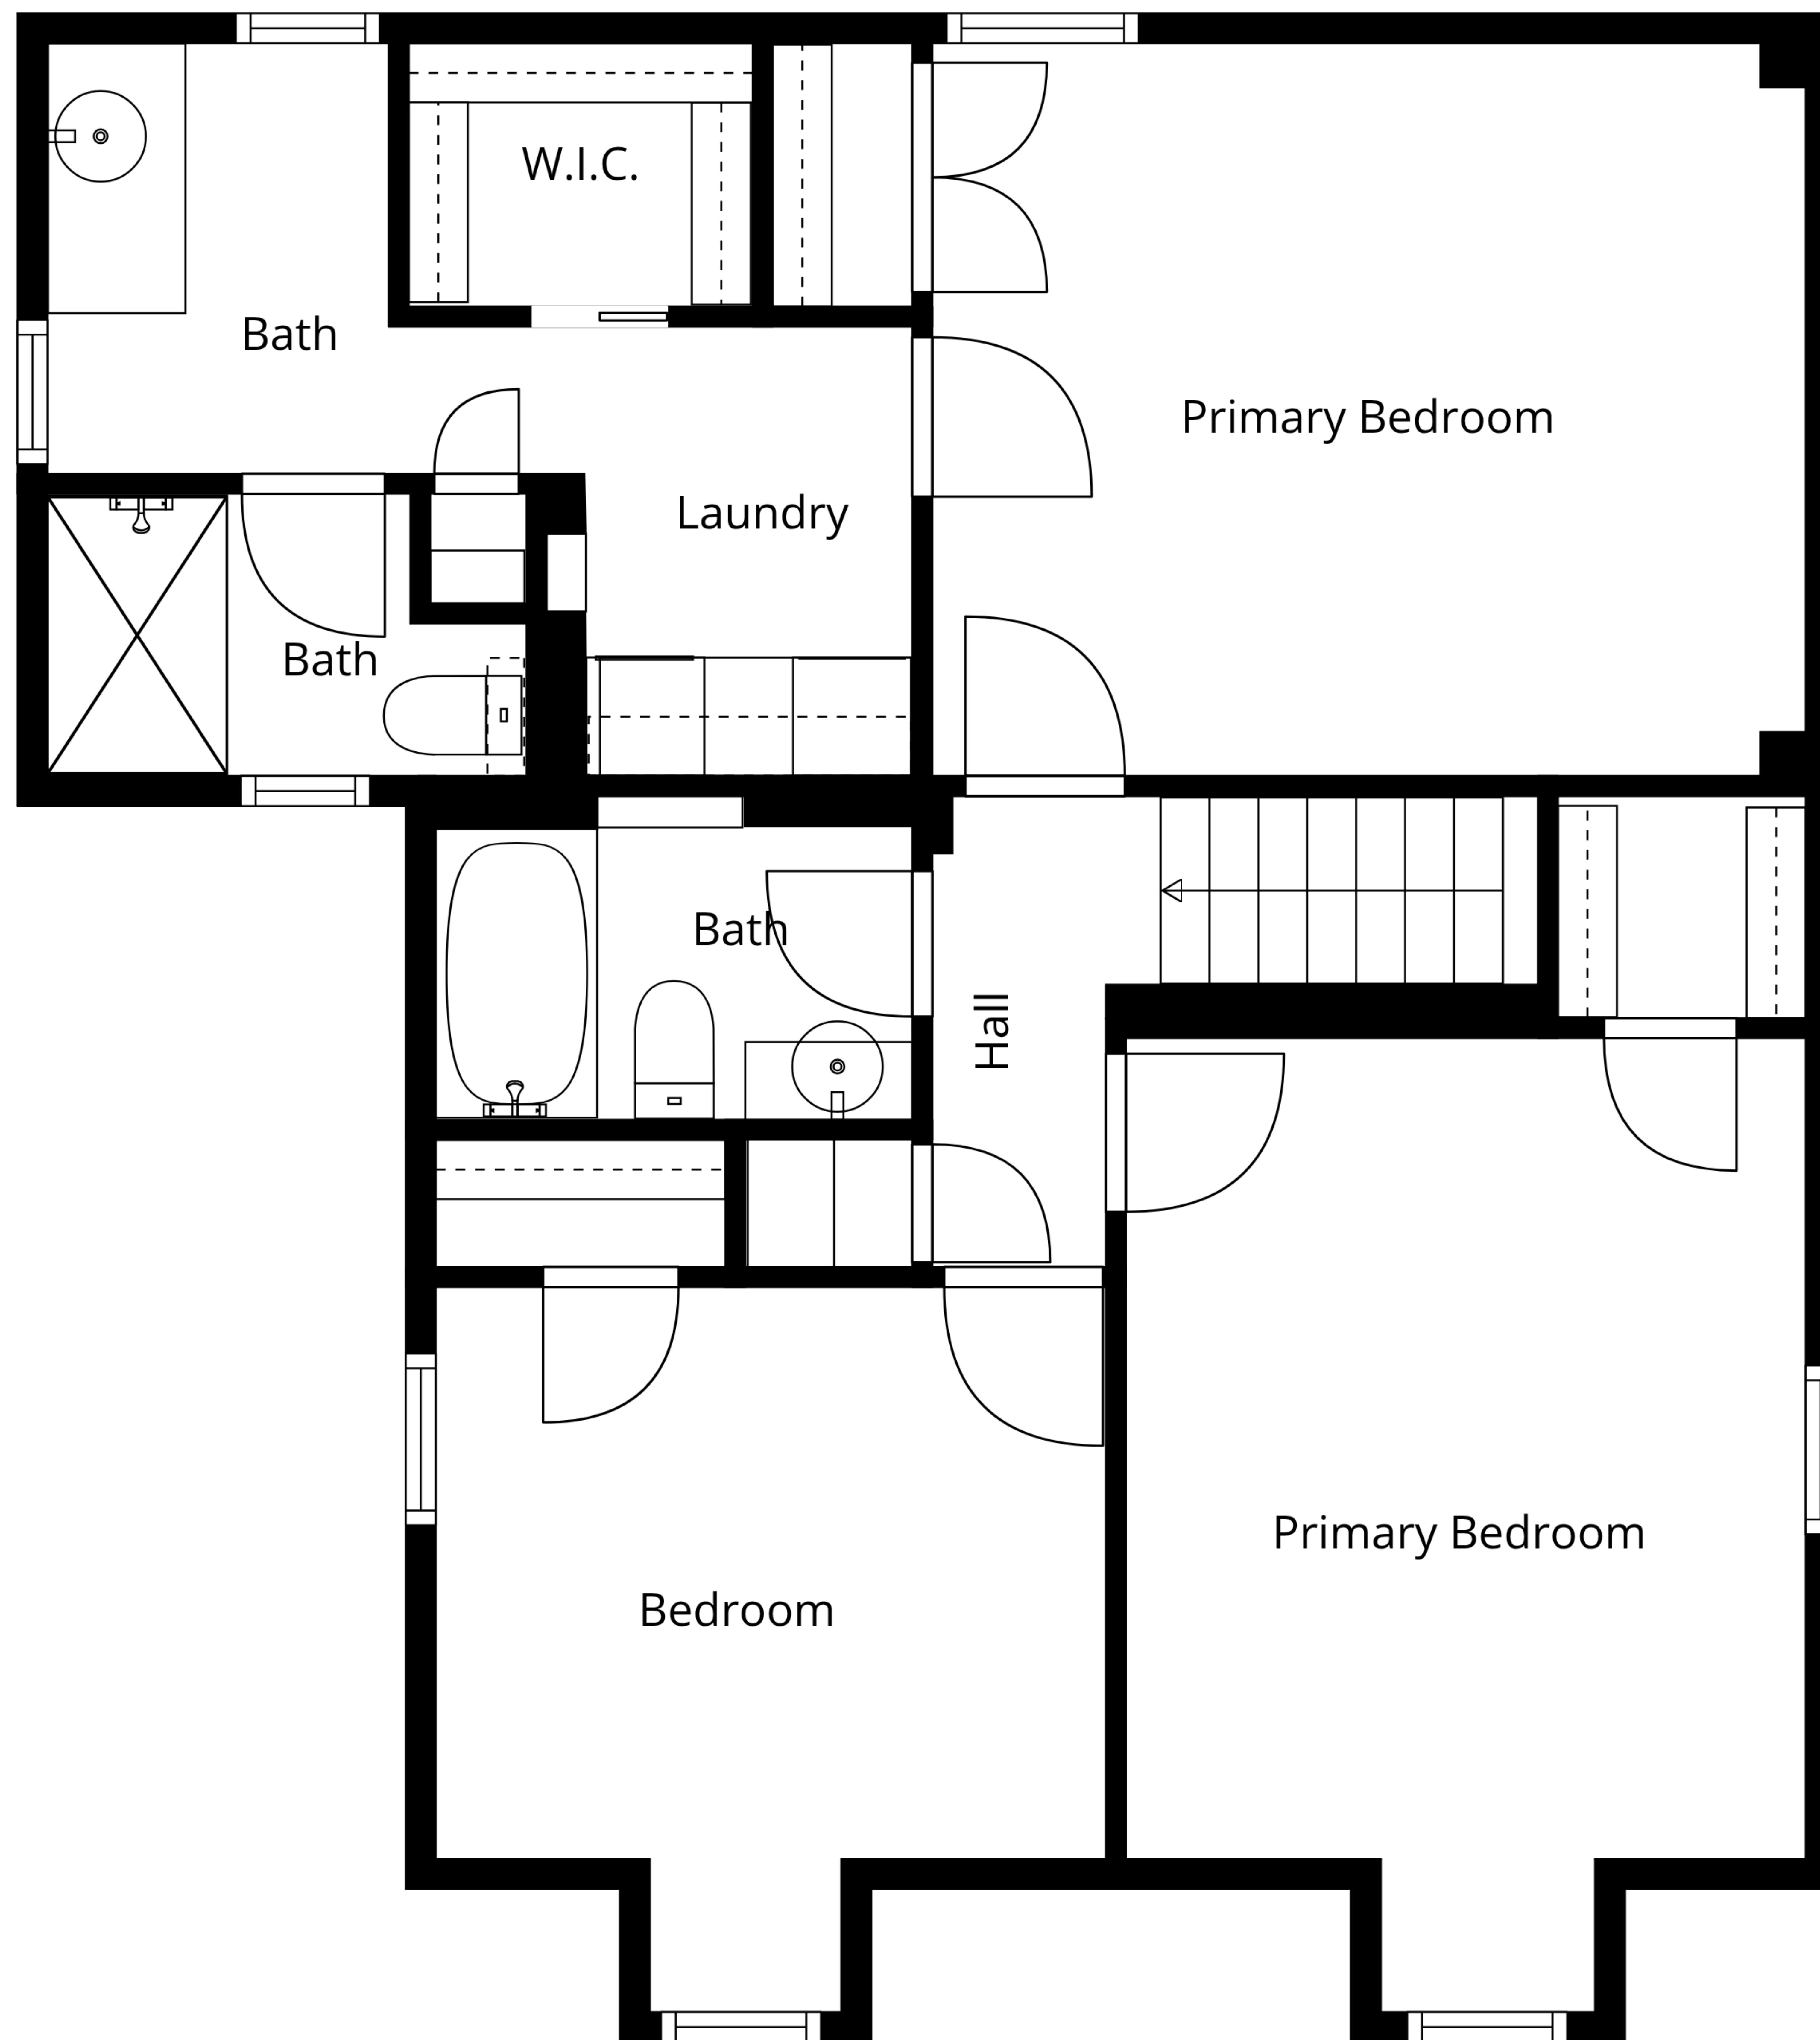 W.I.C.
Bath
Primary Bedroom
Laundry
Bath
Bath
Hall
Primary Bedroom
Bedroom